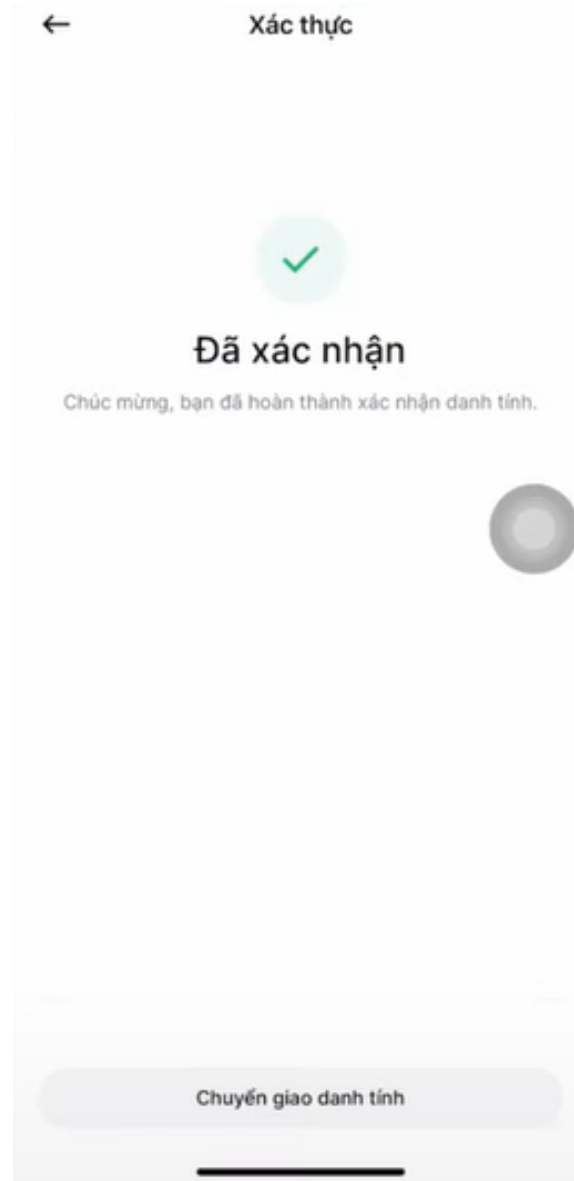 Xác thực
Đã xác nhận
Chúc mừng, bạn đã hoàn thành xác nhận danh tính.
Chuyển giao danh tính